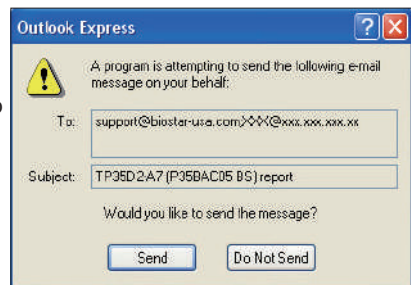 Outlook Express
A program is attempting to send the following e-mail
message on your behalf:
To: support@biostar-usa.com;XXX@xxx.xxx.xxx.xx
Subject: TP35D2-A7 (P35BAC05 BS) report
Would you like to send the message?
Send Do Not Send